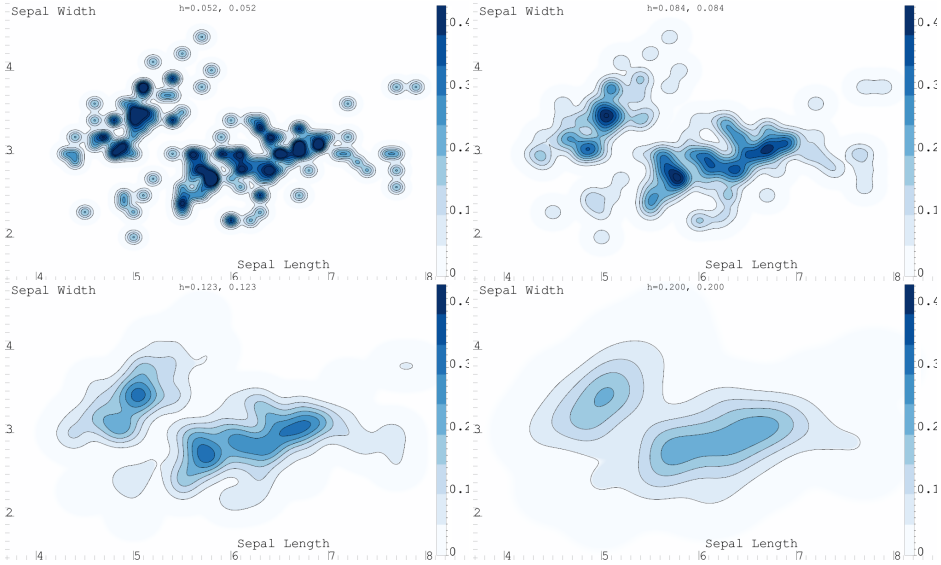 Sepal Width
h=0.052, 0.052
0.4
4
0.3
3
0.2
0.1
2
Sepal Length
0
4 5 6 7 8
Sepal Width
h=0.084, 0.084
0.4
4
0.3
3
0.2
0.1
2
Sepal Length
0
4 5 6 7 8
Sepal Width
h=0.123, 0.123
0.4
4
0.3
3
0.2
0.1
2
Sepal Length
0
4 5 6 7 8
Sepal Width
h=0.200, 0.200
0.4
4
0.3
3
0.2
0.1
2
Sepal Length
0
4 5 6 7 8